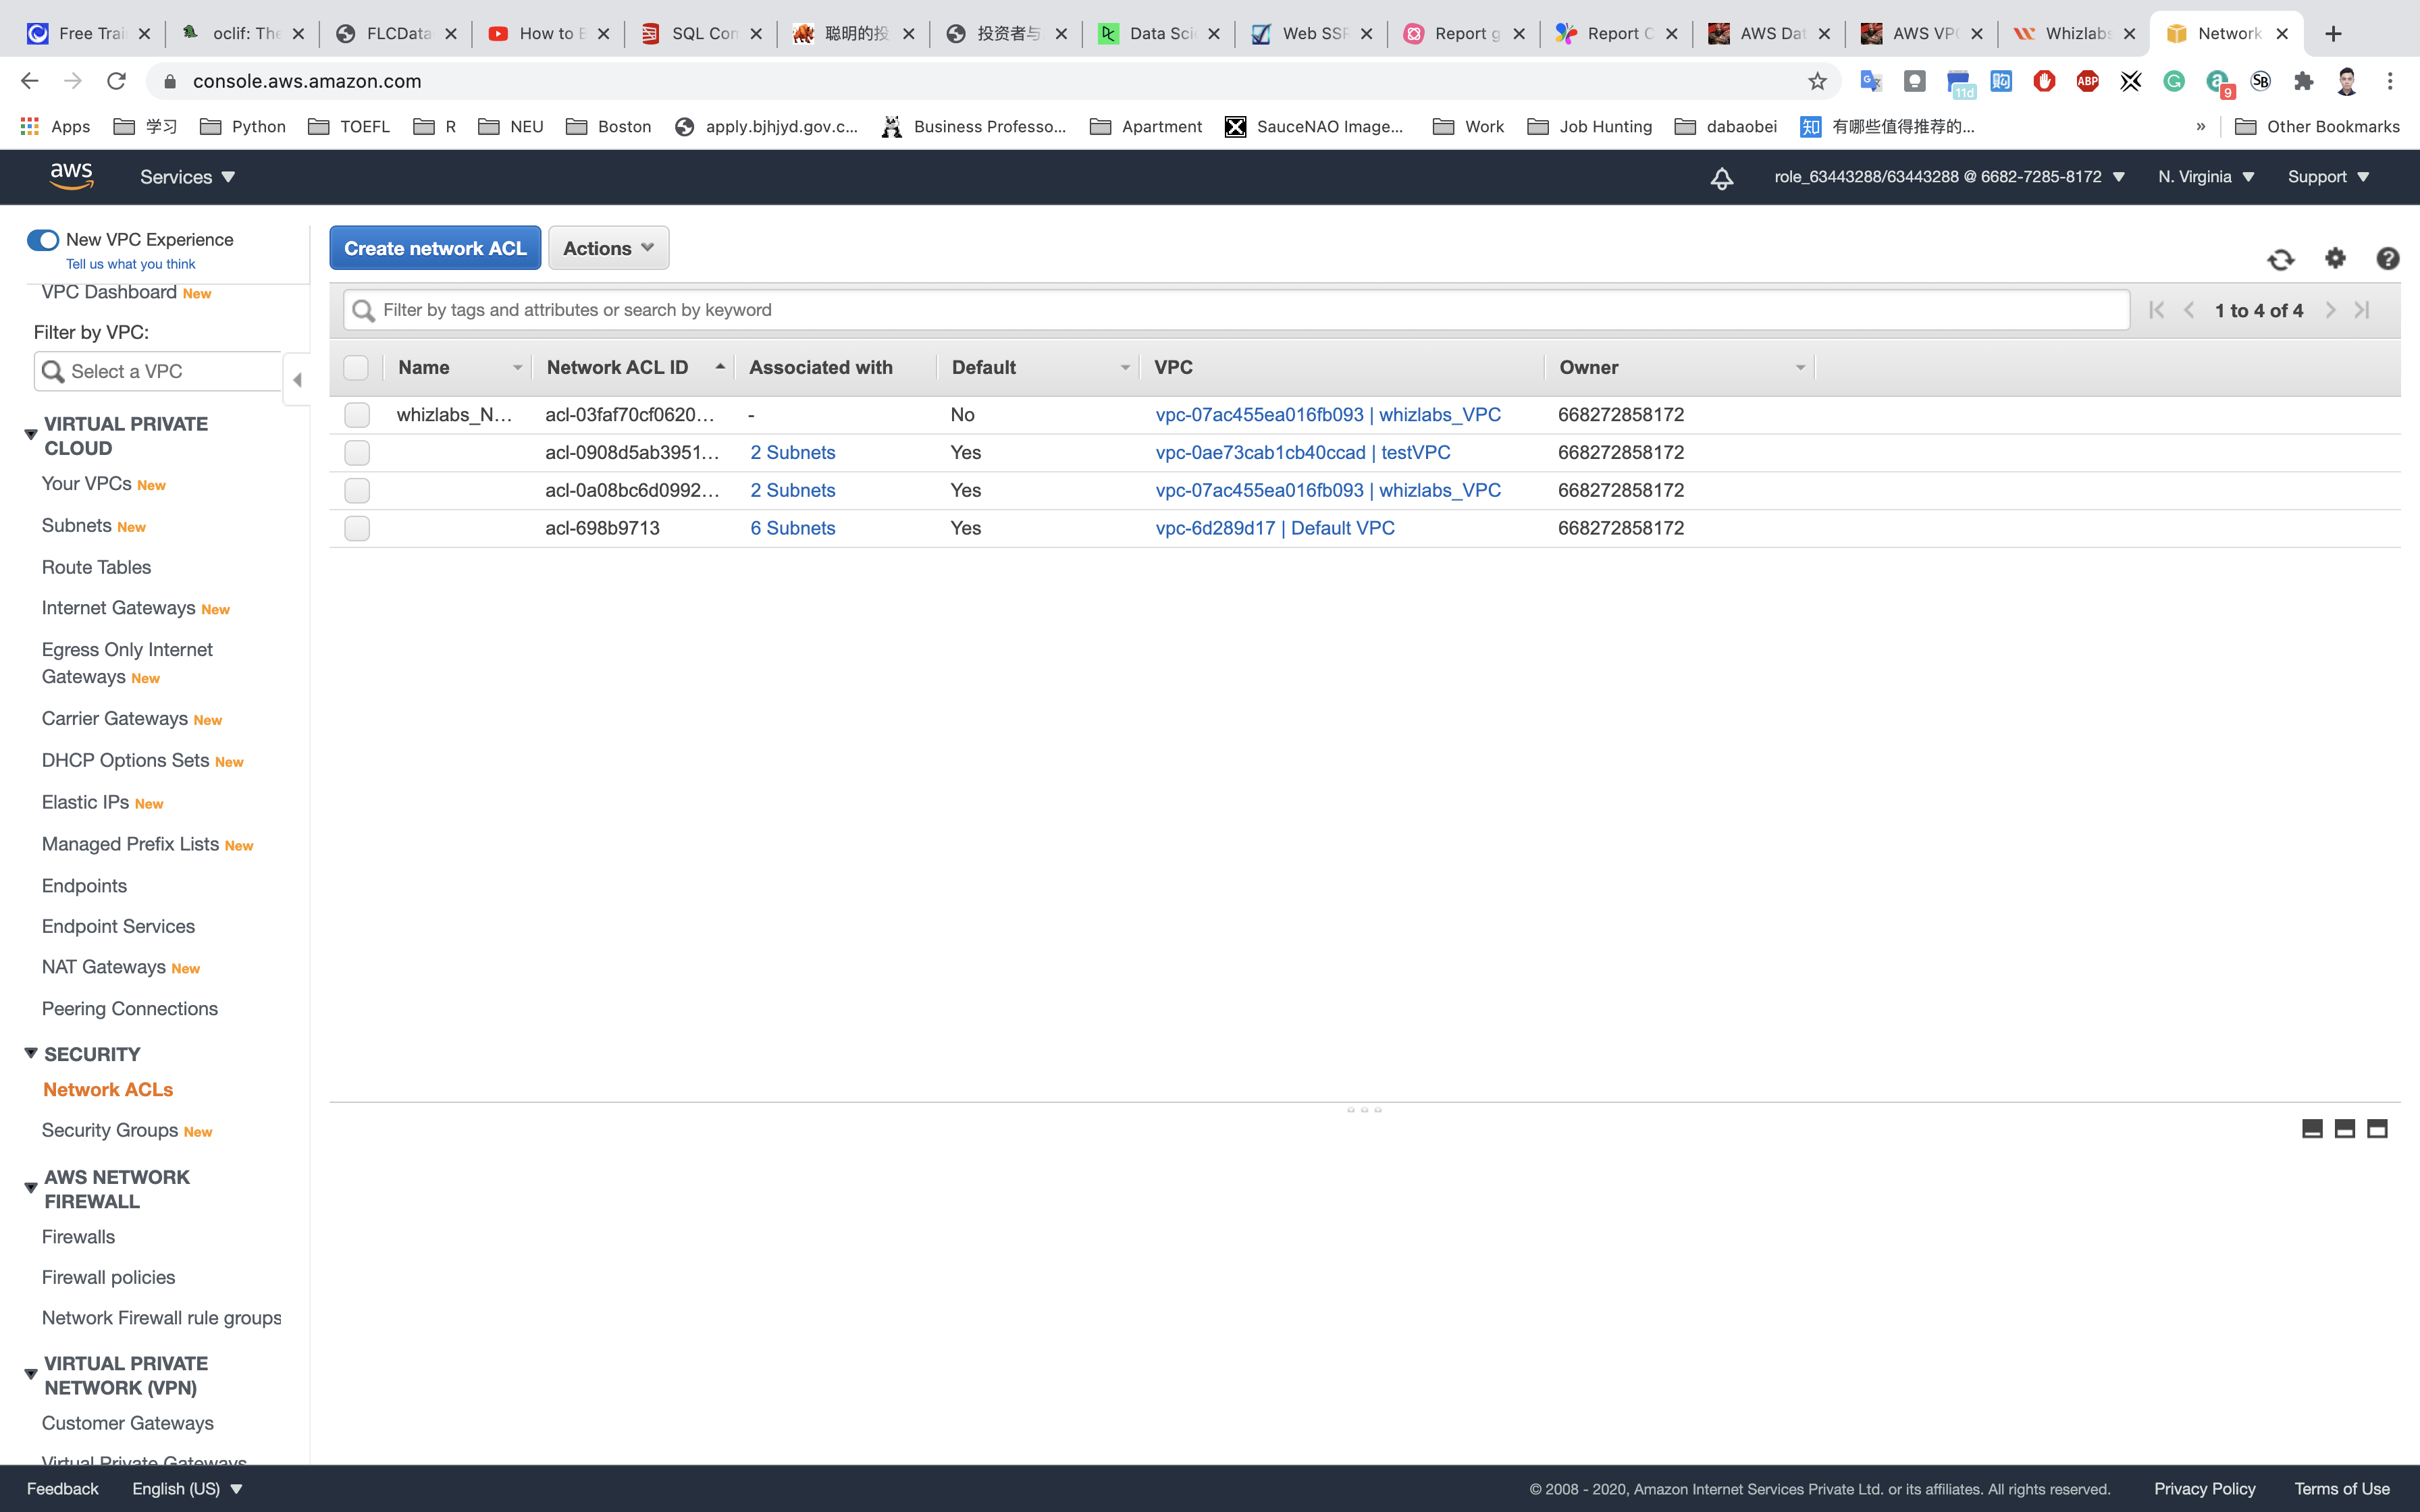 Free Trai
oclif: The
FLCData
How to E
SQL Con
聪明的投
投资者与
Data Sci
Web SSF
Report g
Report C
AWS Dat
AWS VPC
Whizlabs
Network
console.aws.amazon.com
11d
ABP
9
SB
Apps
学习
Python
TOEFL
R
NEU
Boston
apply.bjhjyd.gov.c...
Business Professo...
Apartment
SauceNAO Image...
Work
Job Hunting
dabaobei
知 有哪些值得推荐的...
»
Other Bookmarks
aws
Services
role_63443288/63443288 @ 6682-7285-8172
N. Virginia
Support
New VPC Experience
Tell us what you think
VPC Dashboard New
Filter by VPC:
Select a VPC
VIRTUAL PRIVATE
CLOUD
Your VPCs New
Subnets New
Route Tables
Internet Gateways New
Egress Only Internet
Gateways New
Carrier Gateways New
DHCP Options Sets New
Elastic IPs New
Managed Prefix Lists New
Endpoints
Endpoint Services
NAT Gateways New
Peering Connections
SECURITY
Network ACLs
Security Groups New
AWS NETWORK
FIREWALL
Firewalls
Firewall policies
Network Firewall rule groups
VIRTUAL PRIVATE
NETWORK (VPN)
Customer Gateways
Virtual Private Gateways
Create network ACL
Actions
Filter by tags and attributes or search by keyword
1 to 4 of 4
Name Network ACL ID Associated with Default VPC Owner
whizlabs_N... acl-03faf70cf0620... - No vpc-07ac455ea016fb093 | whizlabs_VPC 668272858172
acl-0908d5ab3951... 2 Subnets Yes vpc-0ae73cab1cb40ccad | testVPC 668272858172
acl-0a08bc6d0992... 2 Subnets Yes vpc-07ac455ea016fb093 | whizlabs_VPC 668272858172
acl-698b9713 6 Subnets Yes vpc-6d289d17 | Default VPC 668272858172
Feedback
English (US)
© 2008 - 2020, Amazon Internet Services Private Ltd. or its affiliates. All rights reserved.
Privacy Policy
Terms of Use